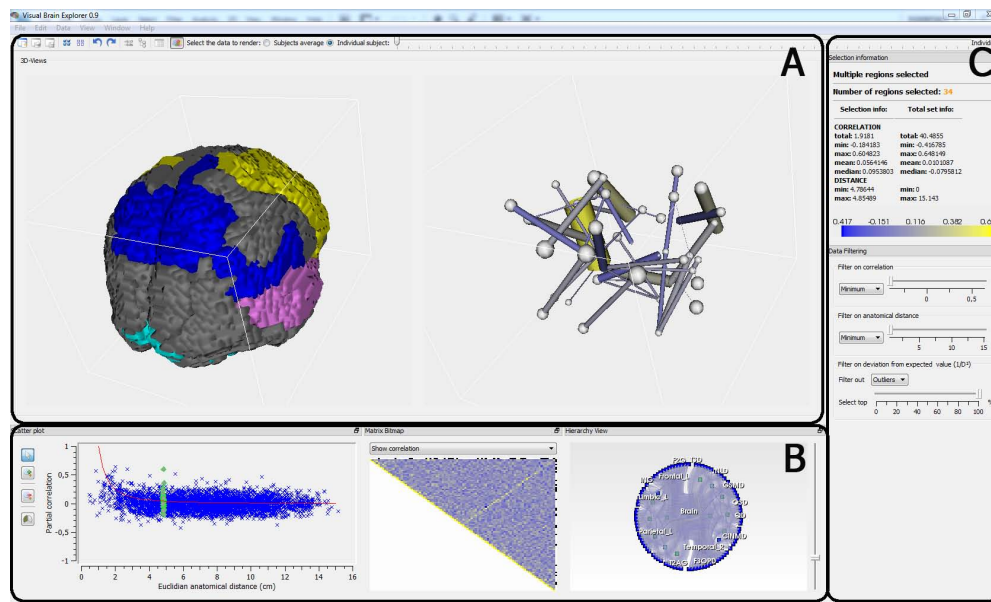 Visual Brain Explorer 0.9
File Edit Data View Window Help
Select the data to render: Subjects average Individual subject:
3D-Views
A
Individ
C
Selection information
Multiple regions selected
Number of regions selected: 34
Selection info: Total set info:
CORRELATION
total: 1.9181 total: 40.4855
min: -0.184183 min: -0.416785
max: 0.604823 max: 0.648149
mean: 0.0564146 mean: 0.0101087
median: 0.0953803 median: -0.0795812
DISTANCE
min: 4.78644 min: 0
max: 4.85489 max: 15.143
0.417 -0.151 0.116 0.382 0.6
Data Filtering
Filter on correlation
Minimum
0 0,5
Filter on anatomical distance
Minimum
5 10 15
Filter on deviation from expected value (1/D²)
Filter out Outliers
Select top
0 20 40 60 80 100 %
Scatter plot
Partial correlation
1
0,5
0
-0,5
-1
0 2 4 6 8 10 12 14 16
Euclidian anatomical distance (cm)
Matrix Bitmap
Show correlation
Hierarchy View
B
Frontal_L
Brain
Temporal_R